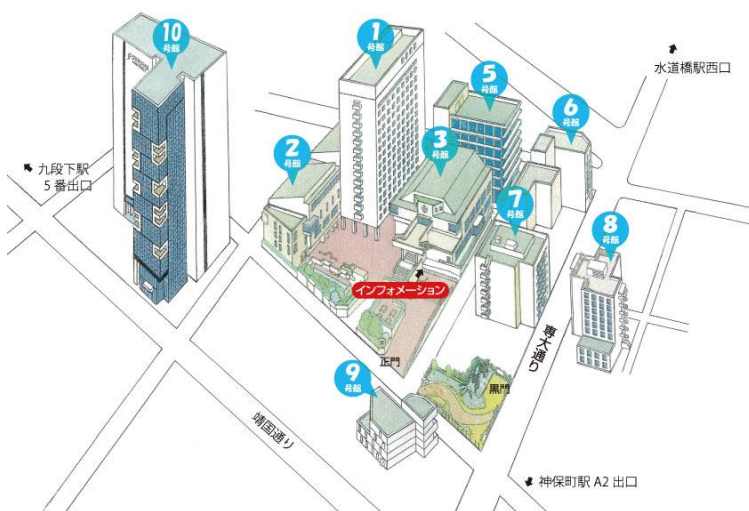 10
号館
1
号館
水道橋駅西口
5
号館
6
号館
3
号館
2
号館
九段下駅
5番出口
7
号館
8
号館
インフォメーション
専大通り
正門
黒門
9
号館
靖国通り
神保町駅 A2 出口